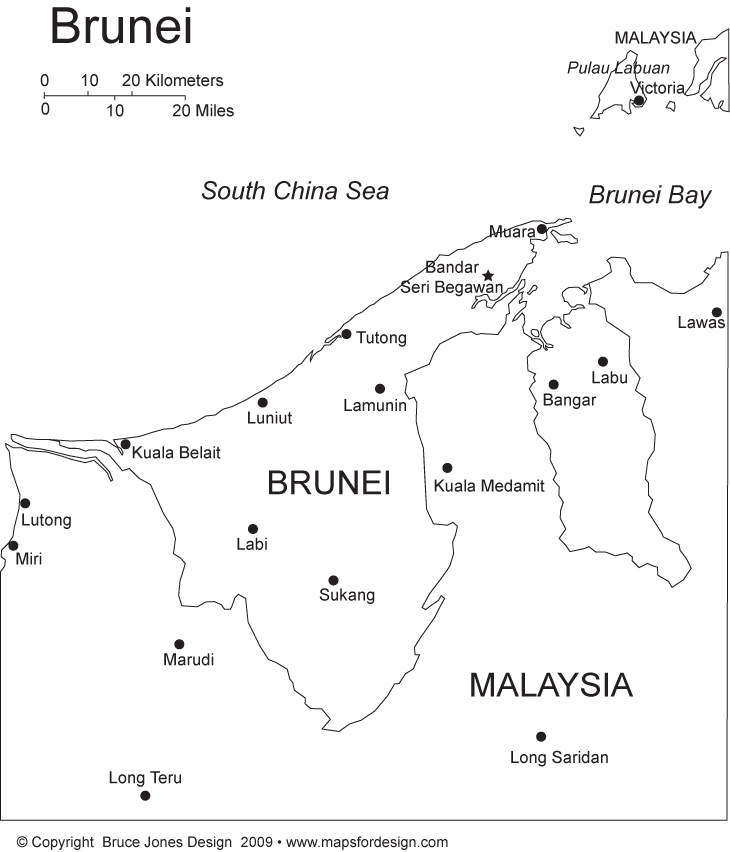 Brunei
0 10 20 Kilometers
0 10 20 Miles
MALAYSIA
Pulau Labuan
Victoria
South China Sea
Brunei Bay
Muara
Bandar
Seri Begawan
Lawas
Tutong
Labu
Bangar
Lamunin
Luniut
Kuala Belait
BRUNEI
Kuala Medamit
Lutong
Labi
Miri
Sukang
Marudi
MALAYSIA
Long Saridan
Long Teru
© Copyright Bruce Jones Design 2009 • www.mapsfordesign.com